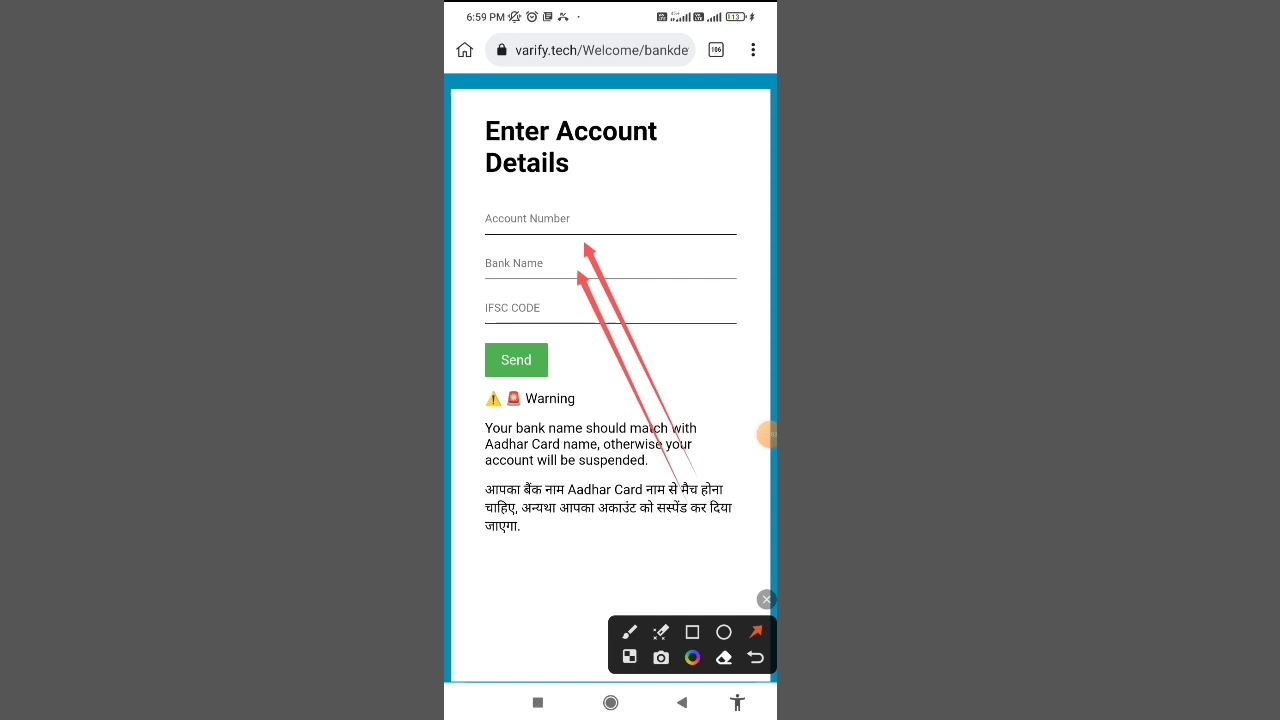 6:59 PM
113
varify.tech/Welcome/bankde
106
Enter Account
Details
Account Number
Bank Name
IFSC CODE
Send
⚠️ 🚨 Warning
Your bank name should match with
Aadhar Card name, otherwise your
account will be suspended.
आपका बैंक नाम Aadhar Card नाम से मैच होना
चाहिए, अन्यथा आपका अकाउंट को सस्पेंड कर दिया
जाएगा.